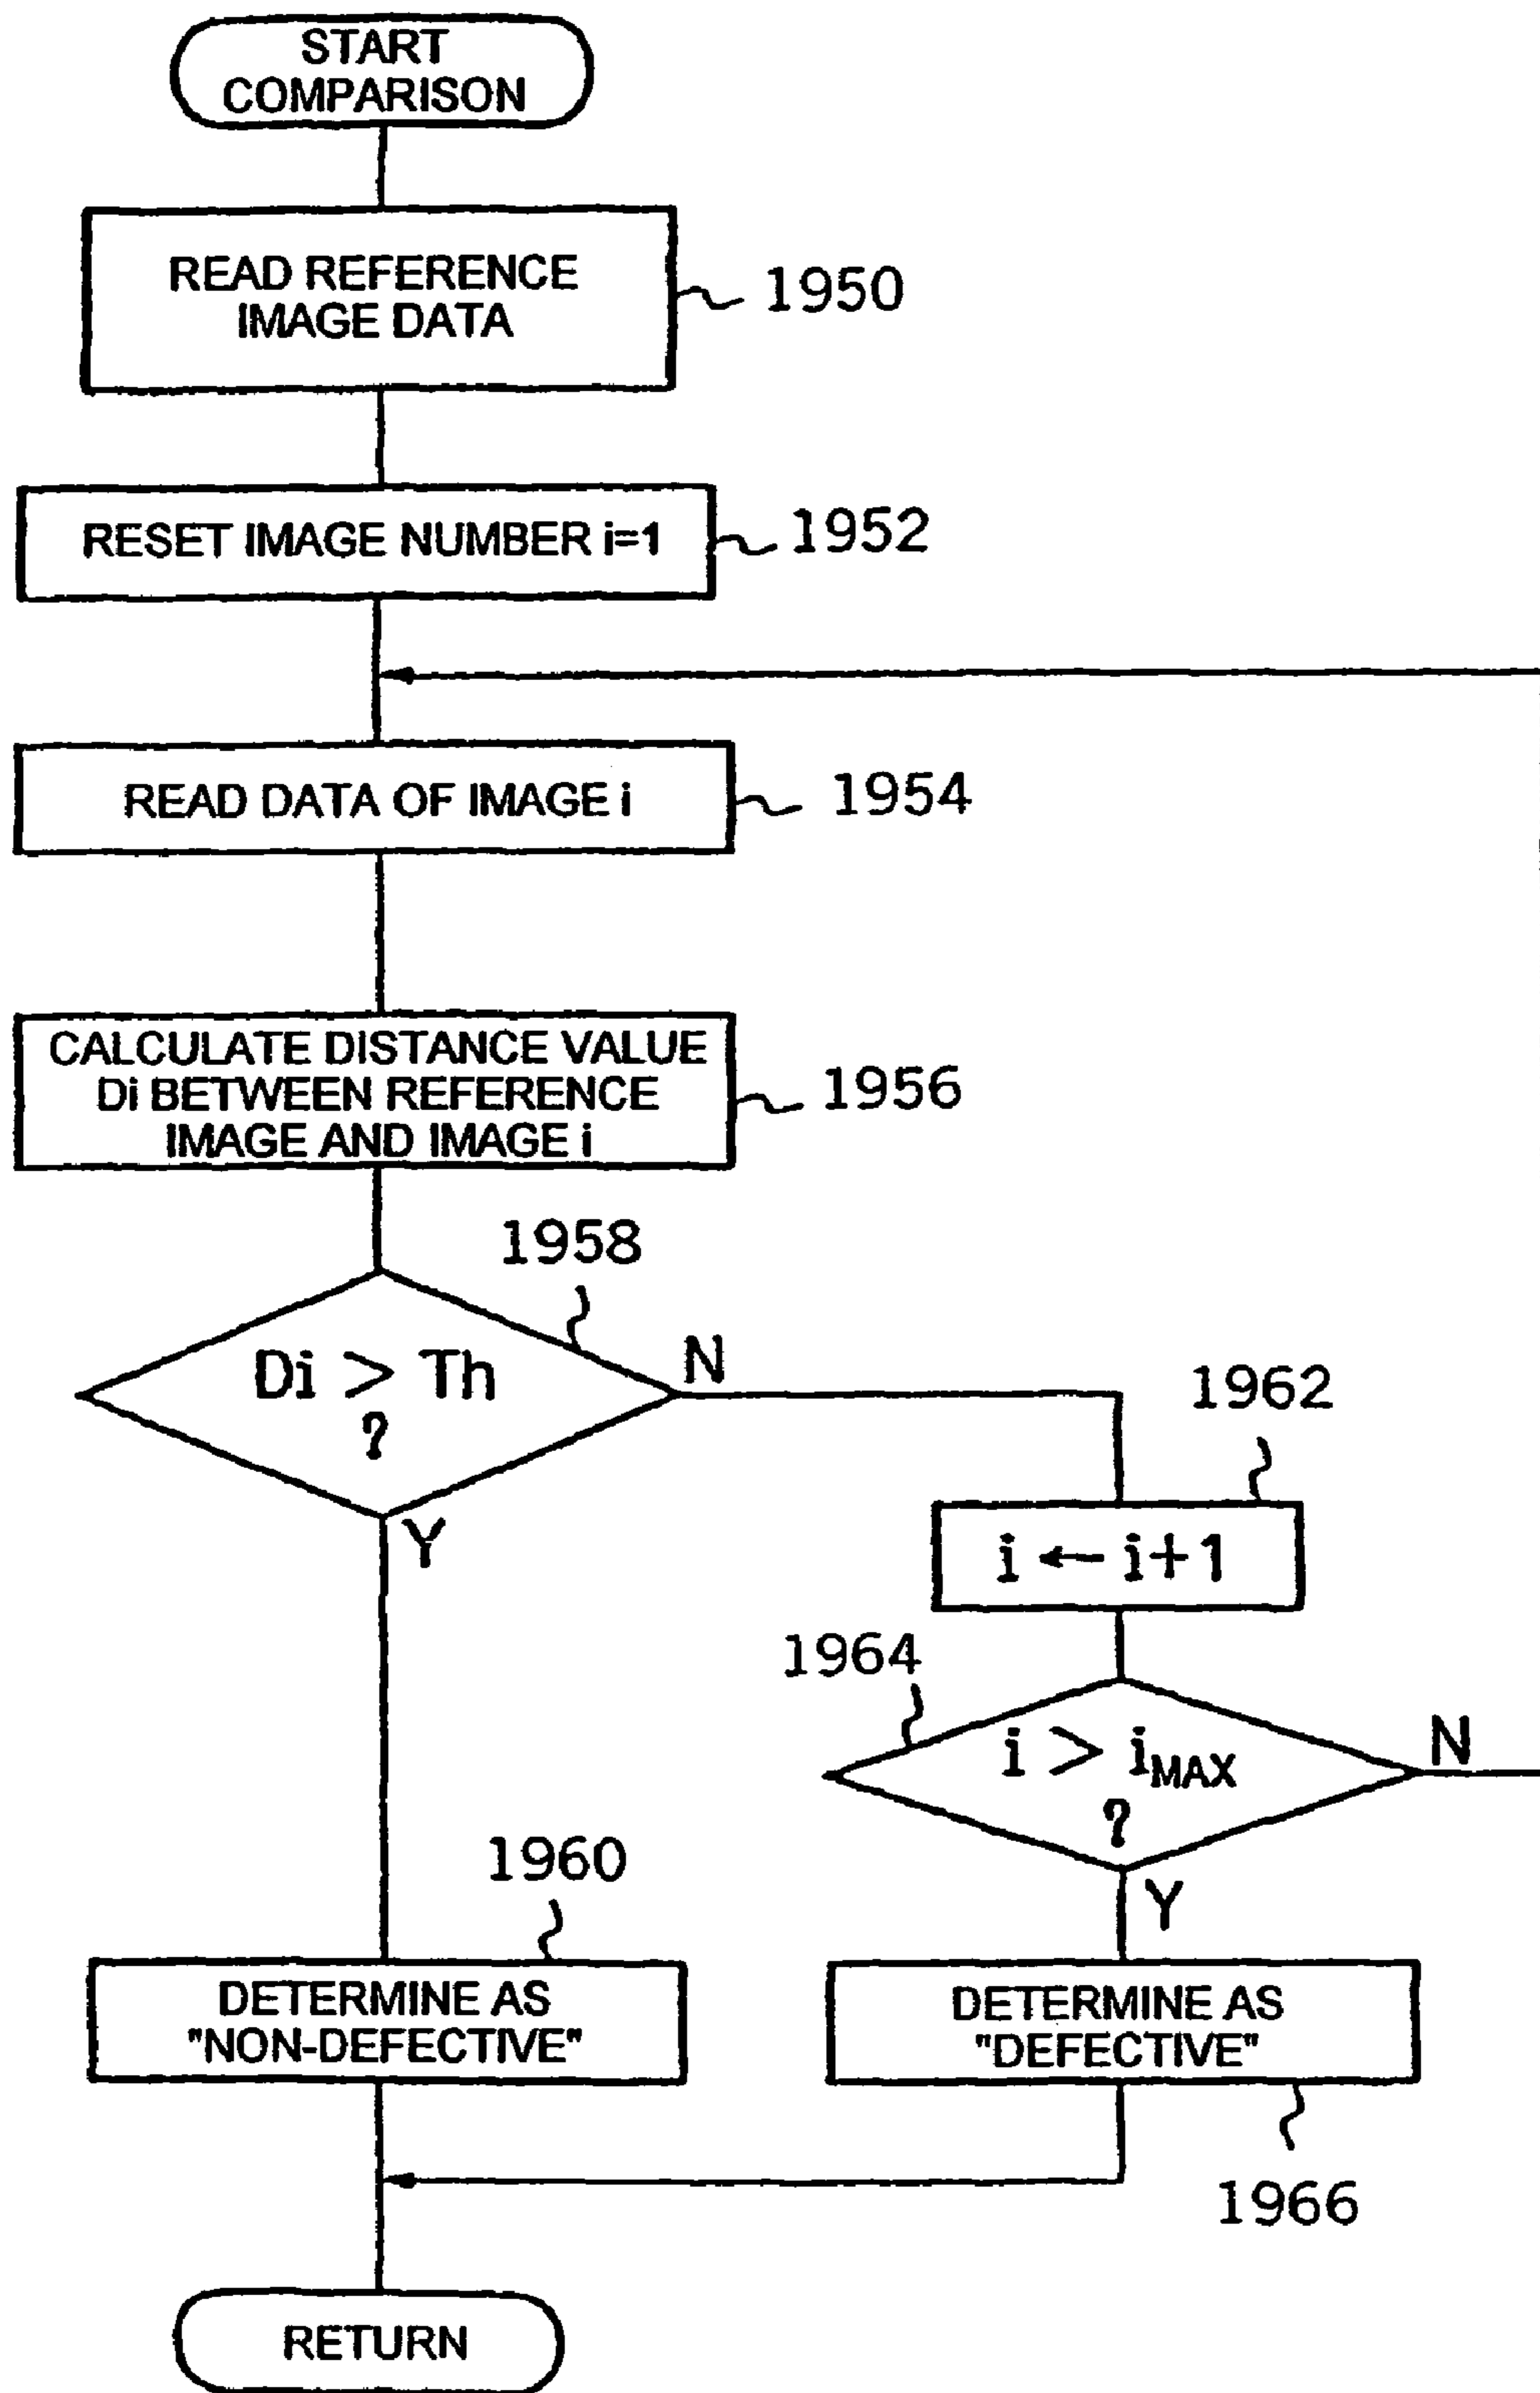 START
COMPARISON
READ REFERENCE
IMAGE DATA
1950
RESET IMAGE NUMBER i=1
1952
READ DATA OF IMAGE i
1954
CALCULATE DISTANCE VALUE
Di BETWEEN REFERENCE
IMAGE AND IMAGE i
1956
1958
Di > Th
?
N
Y
1962
i ← i+1
1964
i > iMAX
?
N
Y
1960
DETERMINE AS
"NON-DEFECTIVE"
DETERMINE AS
"DEFECTIVE"
1966
RETURN